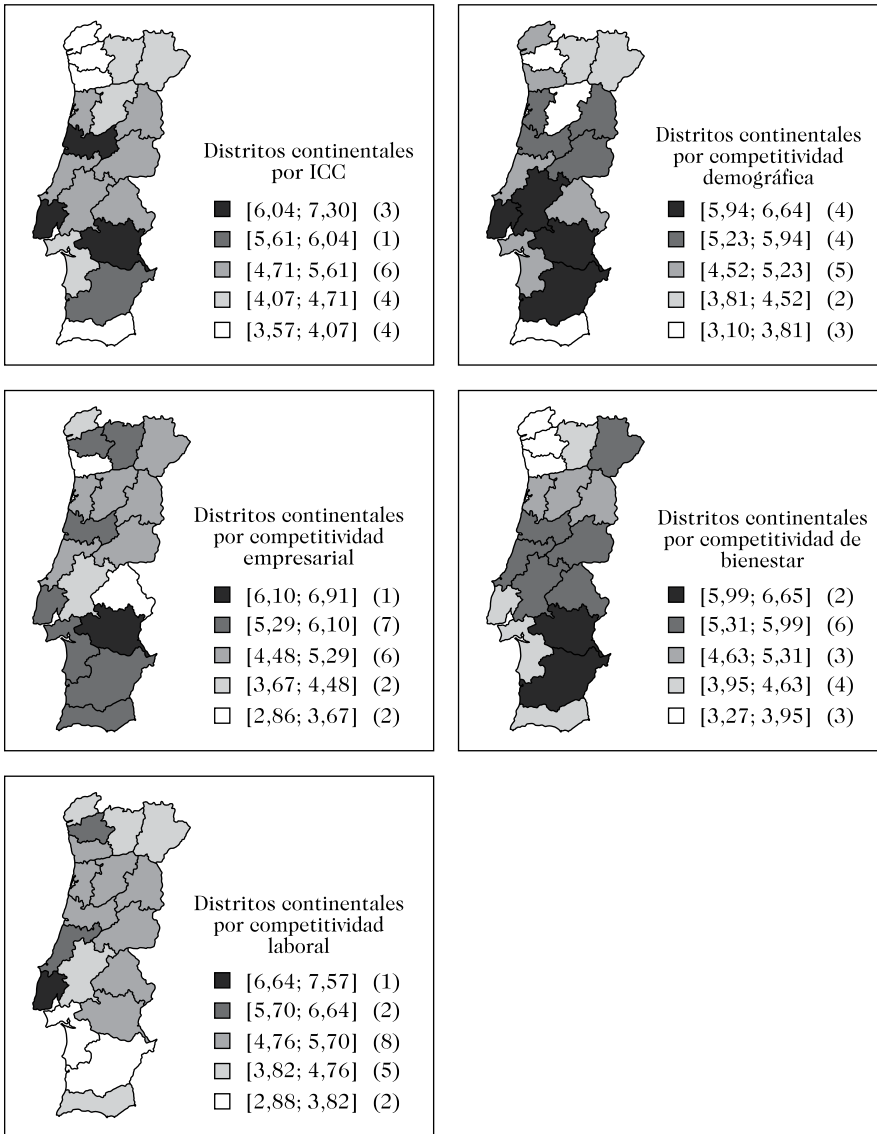 Distritos continentales
por ICC
[6,04; 7,30] (3)
[5,61; 6,04] (1)
[4,71; 5,61] (6)
[4,07; 4,71] (4)
[3,57; 4,07] (4)
Distritos continentales
por competitividad
demográfica
[5,94; 6,64] (4)
[5,23; 5,94] (4)
[4,52; 5,23] (5)
[3,81; 4,52] (2)
[3,10; 3,81] (3)
Distritos continentales
por competitividad
empresarial
[6,10; 6,91] (1)
[5,29; 6,10] (7)
[4,48; 5,29] (6)
[3,67; 4,48] (2)
[2,86; 3,67] (2)
Distritos continentales
por competitividad de
bienestar
[5,99; 6,65] (2)
[5,31; 5,99] (6)
[4,63; 5,31] (3)
[3,95; 4,63] (4)
[3,27; 3,95] (3)
Distritos continentales
por competitividad
laboral
[6,64; 7,57] (1)
[5,70; 6,64] (2)
[4,76; 5,70] (8)
[3,82; 4,76] (5)
[2,88; 3,82] (2)